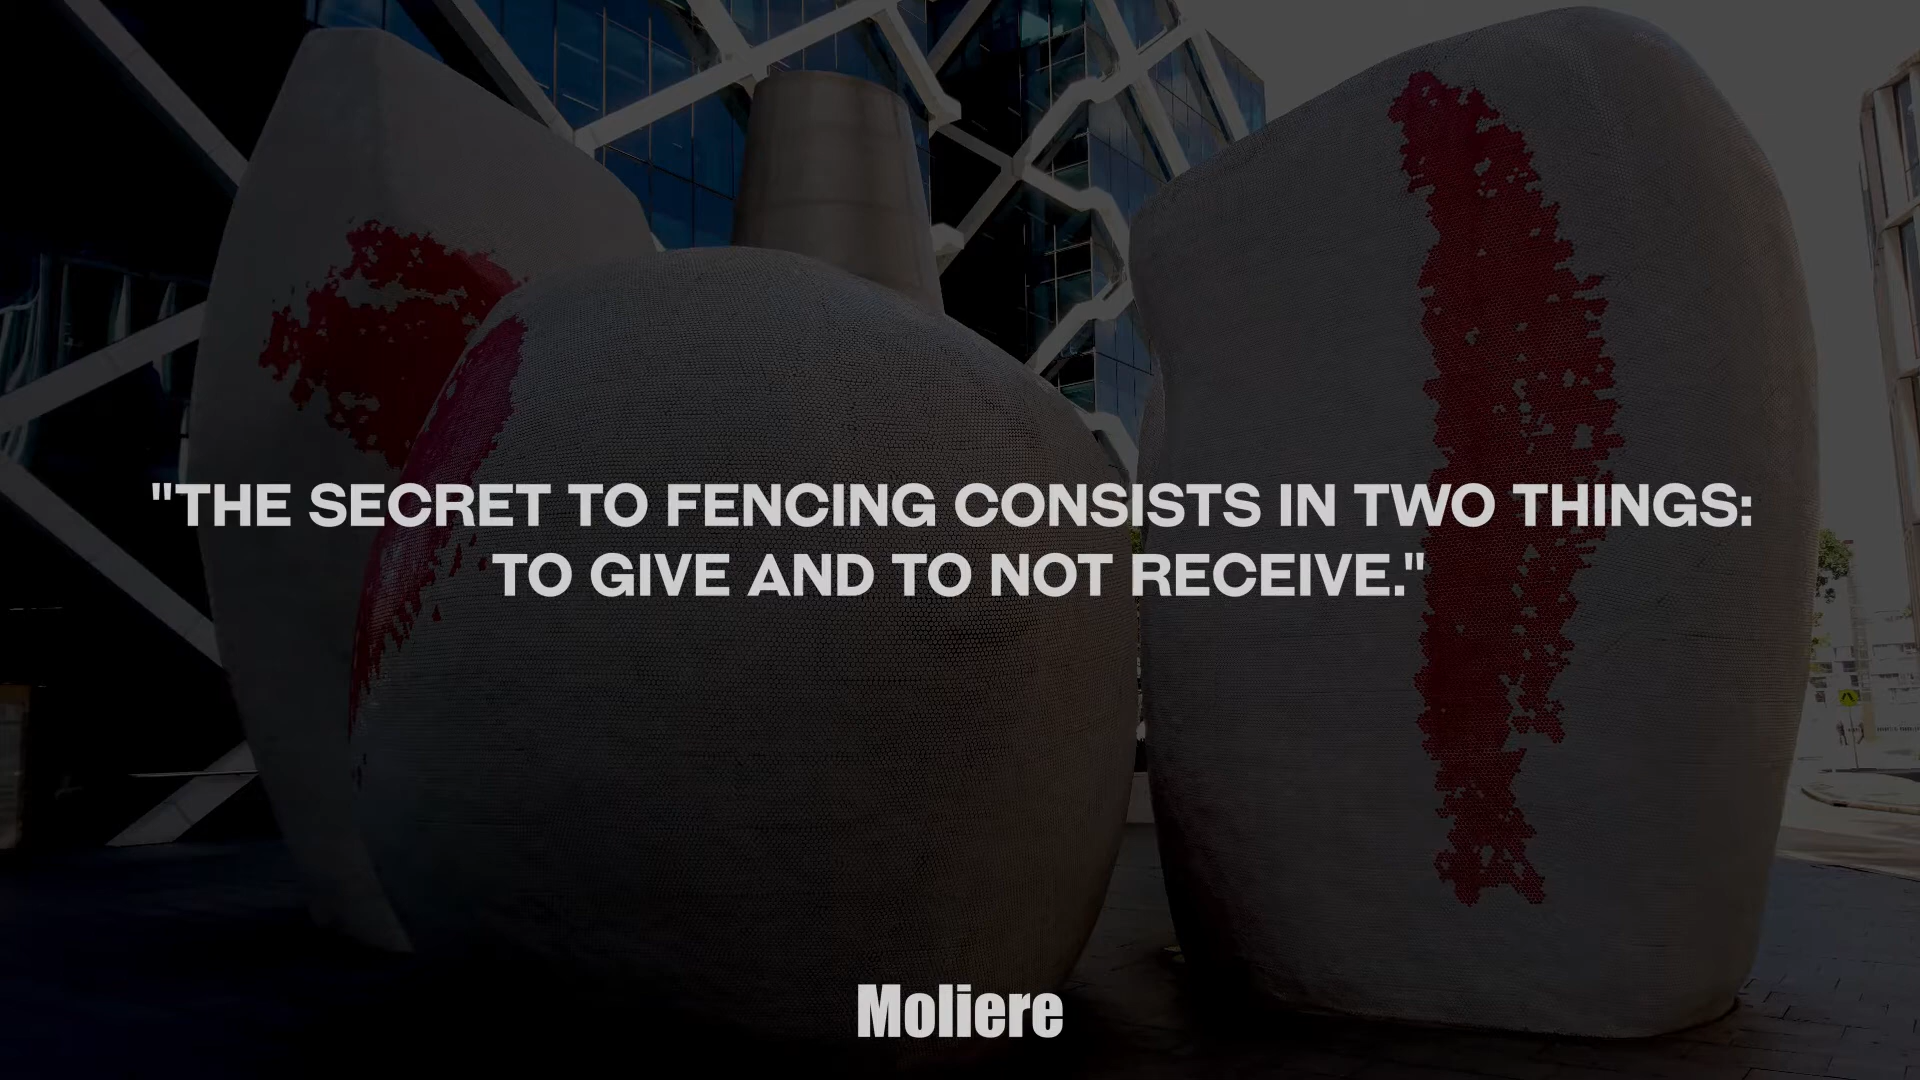 "THE SECRET TO FENCING CONSISTS IN TWO THINGS:
TO GIVE AND TO NOT RECEIVE."
Moliere